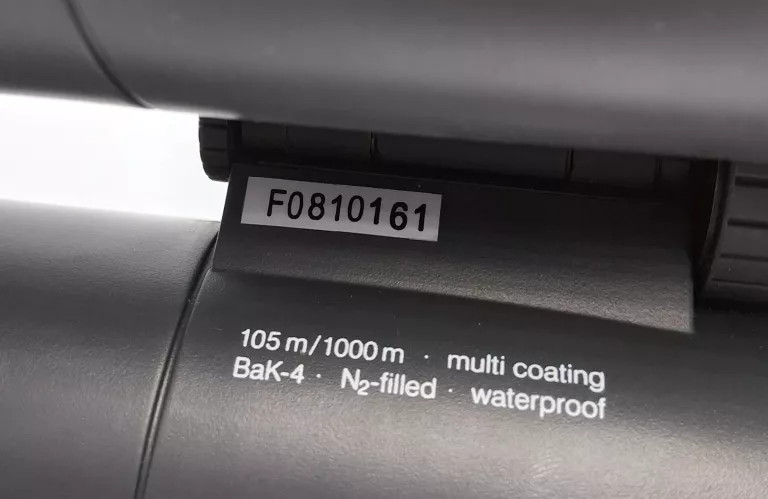 F0810161
105 m/1000 m · multi coating
BaK-4 · N₂-filled · waterproof